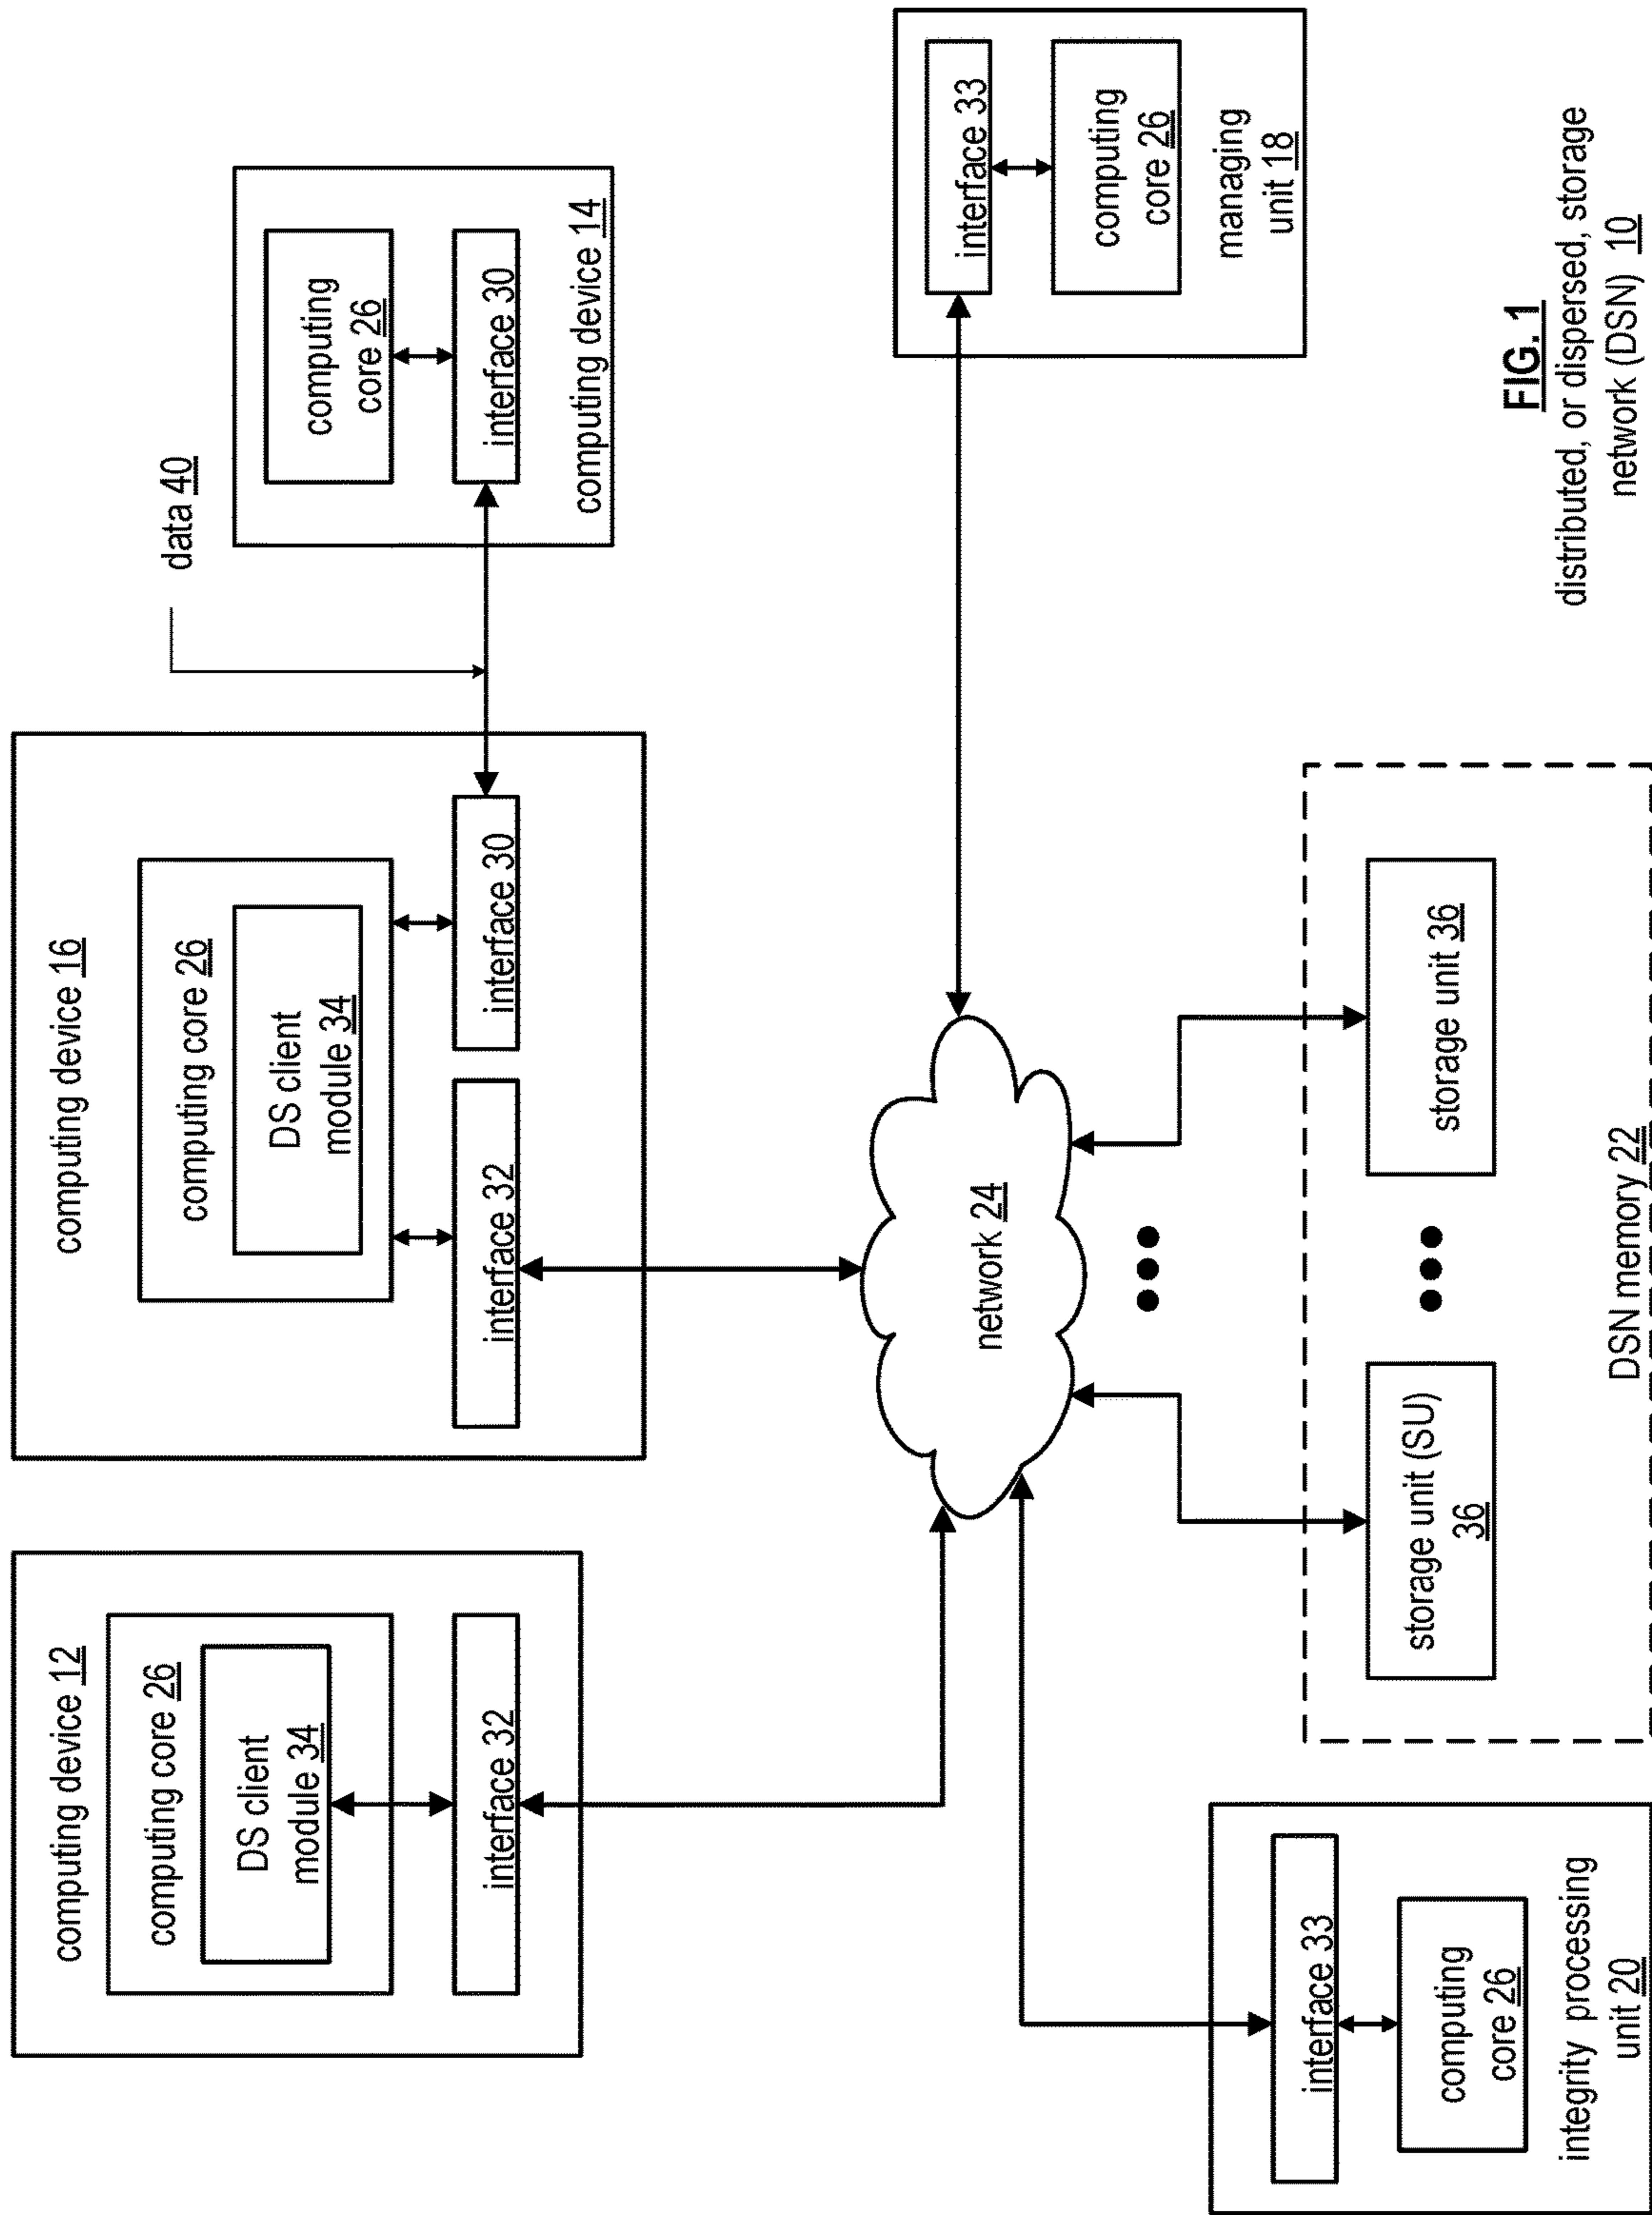 computing device 12
computing core 26
DS client
module 34
interface 32
computing device 16
computing core 26
DS client
module 34
interface 32
interface 30
data 40
computing
core 26
interface 30
computing device 14
network 24
interface 33
computing
core 26
managing
unit 18
interface 33
computing
core 26
integrity processing
unit 20
storage unit (SU)
36
storage unit 36
DSN memory 22
FIG. 1
distributed, or dispersed, storage
network (DSN) 10